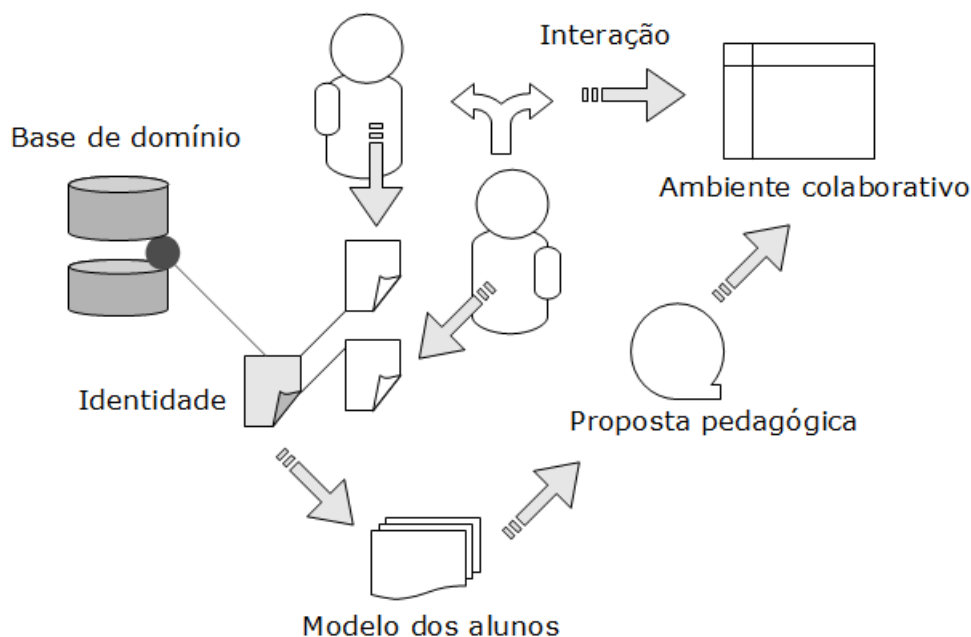 Interação
Base de domínio
Ambiente colaborativo
Identidade
Proposta pedagógica
Modelo dos alunos